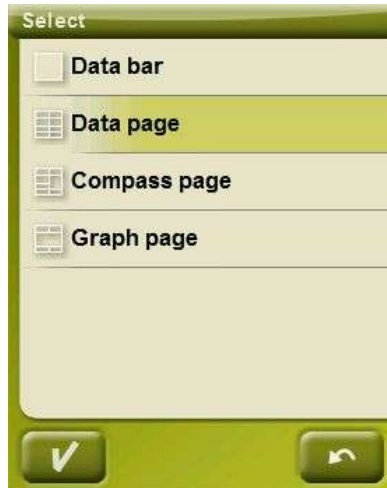 Select
Data bar
Data page
Compass page
Graph page